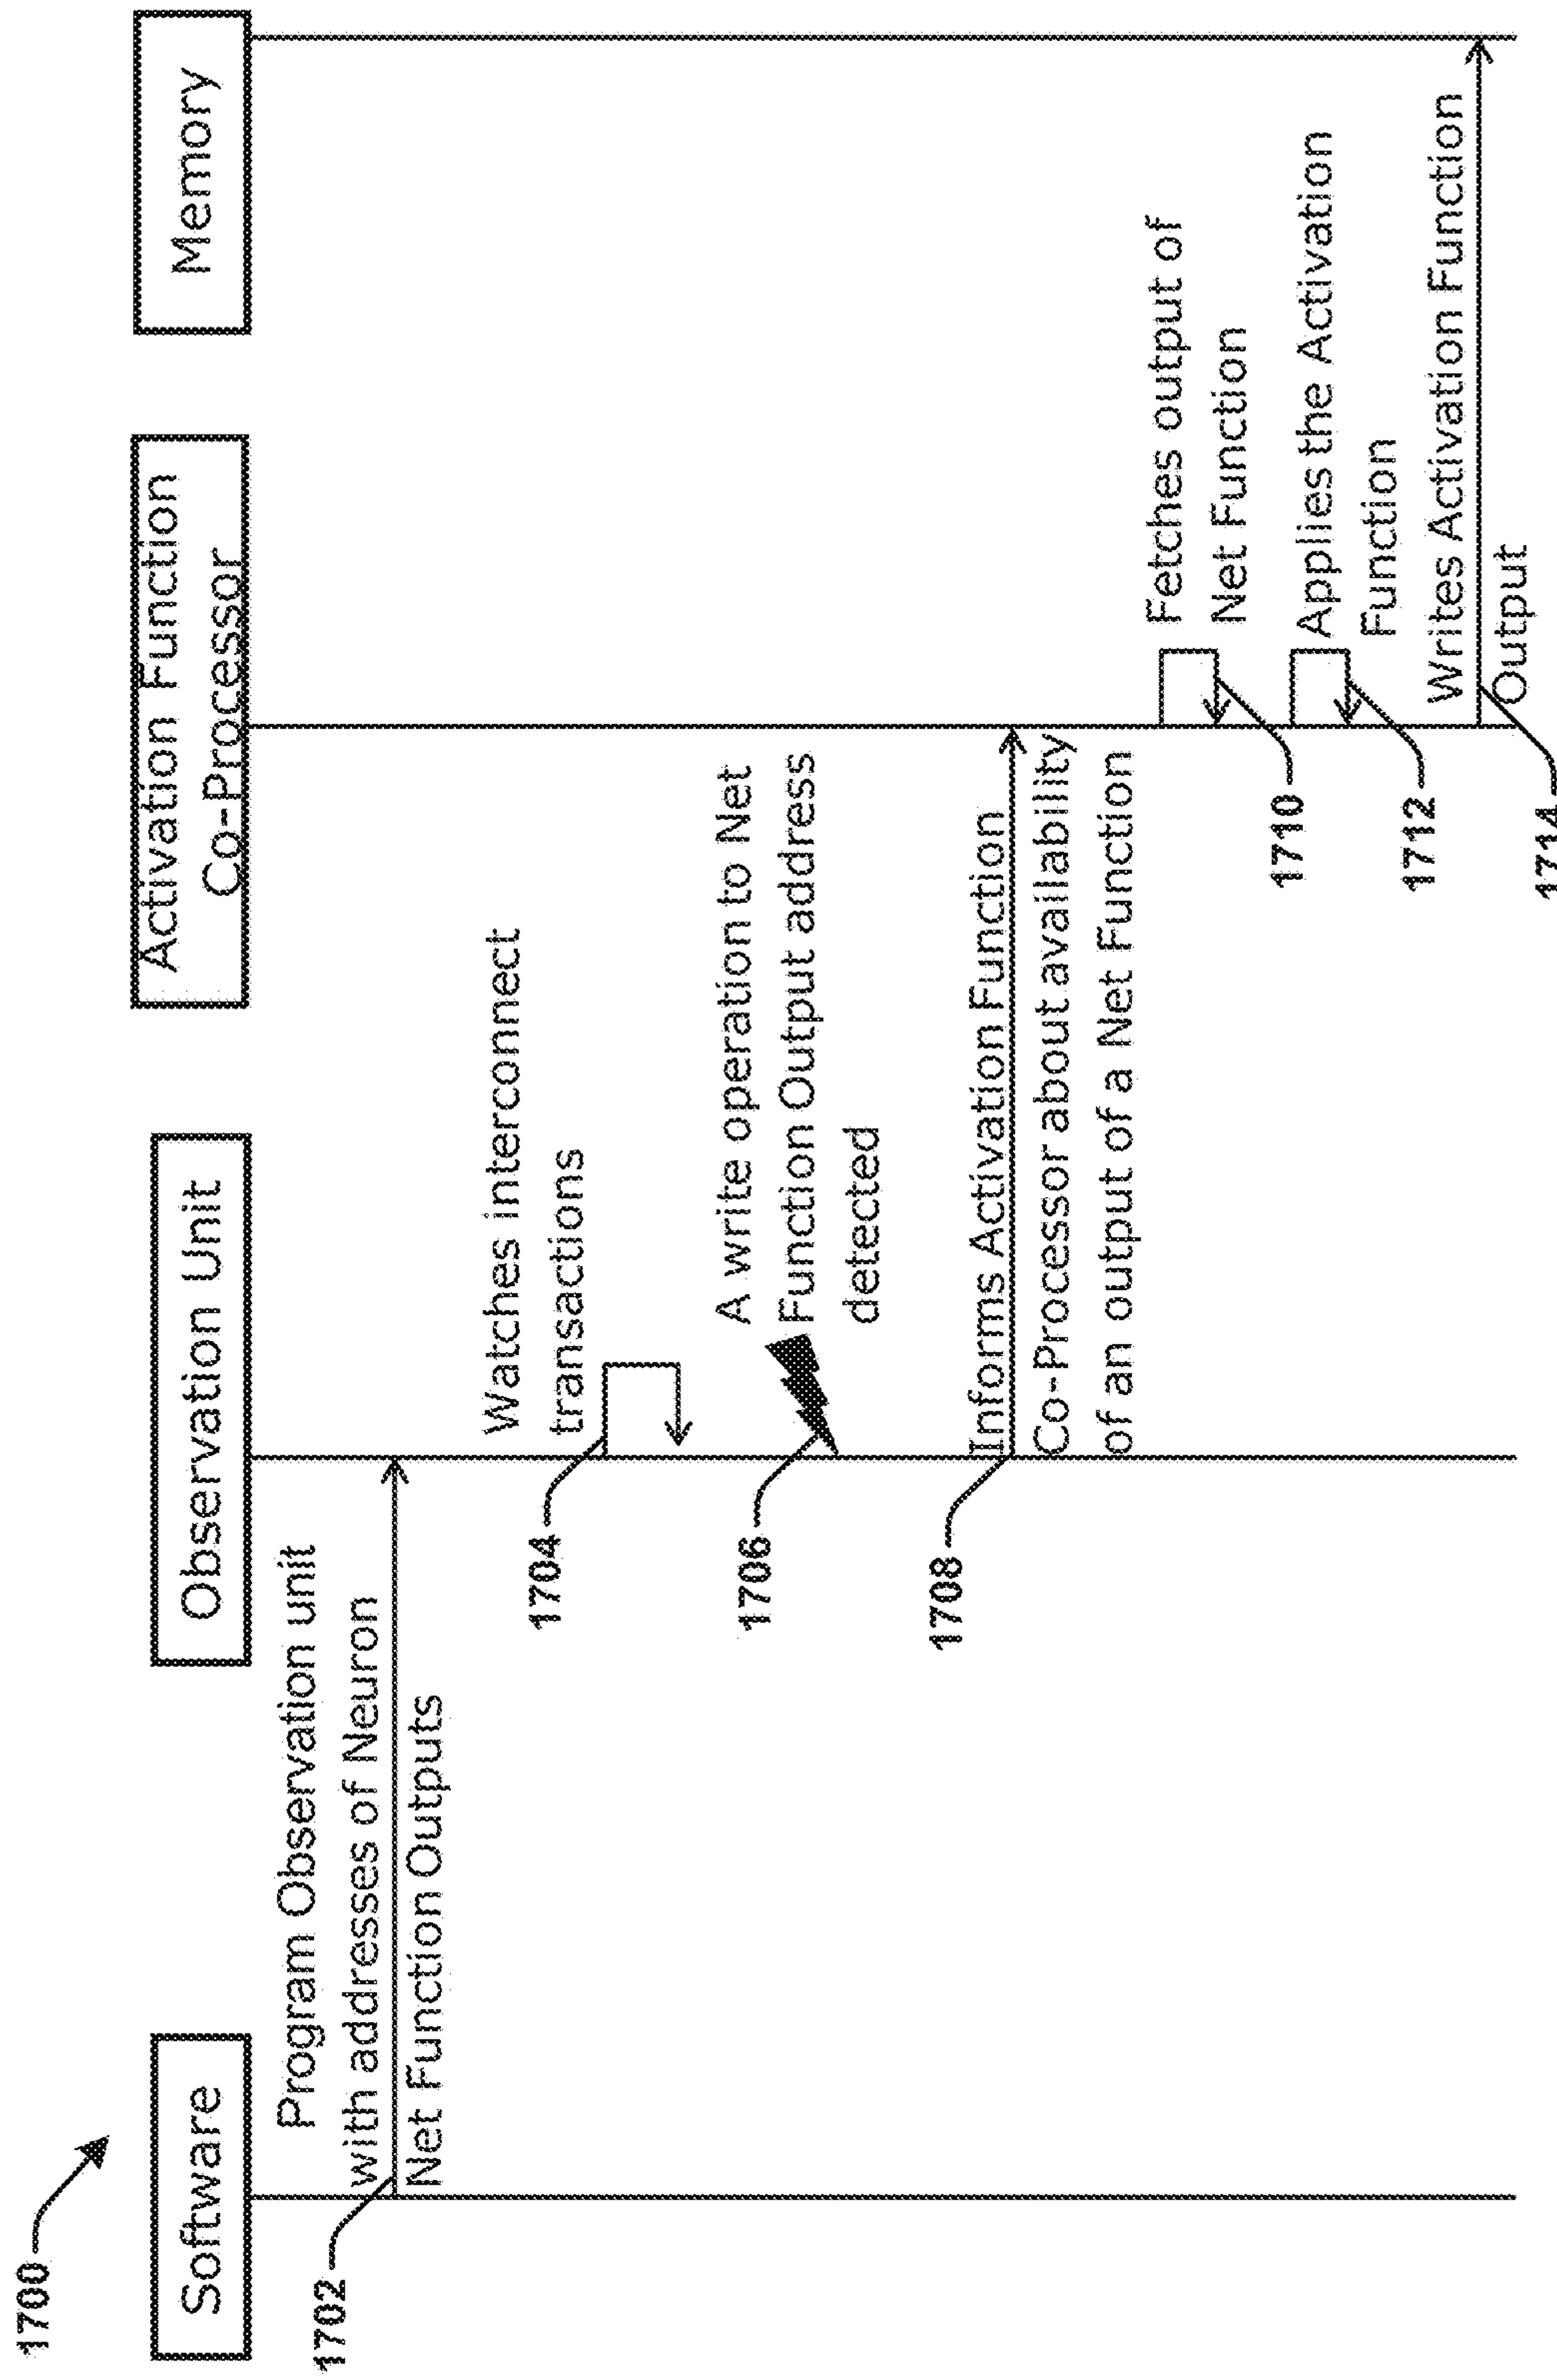 1700
Software
Observation Unit
Activation Function
Co-Processor
Memory
1702
Program Observation unit
with addresses of Neuron
Net Function Outputs
1704
Watches interconnect
transactions
1706
A write operation to Net
Function Output address
detected
1708
Informs Activation Function
Co-Processor about availability
of an output of a Net Function
1710
Fetches output of
Net Function
1712
Applies the Activation
Function
1714
Writes Activation Function
Output